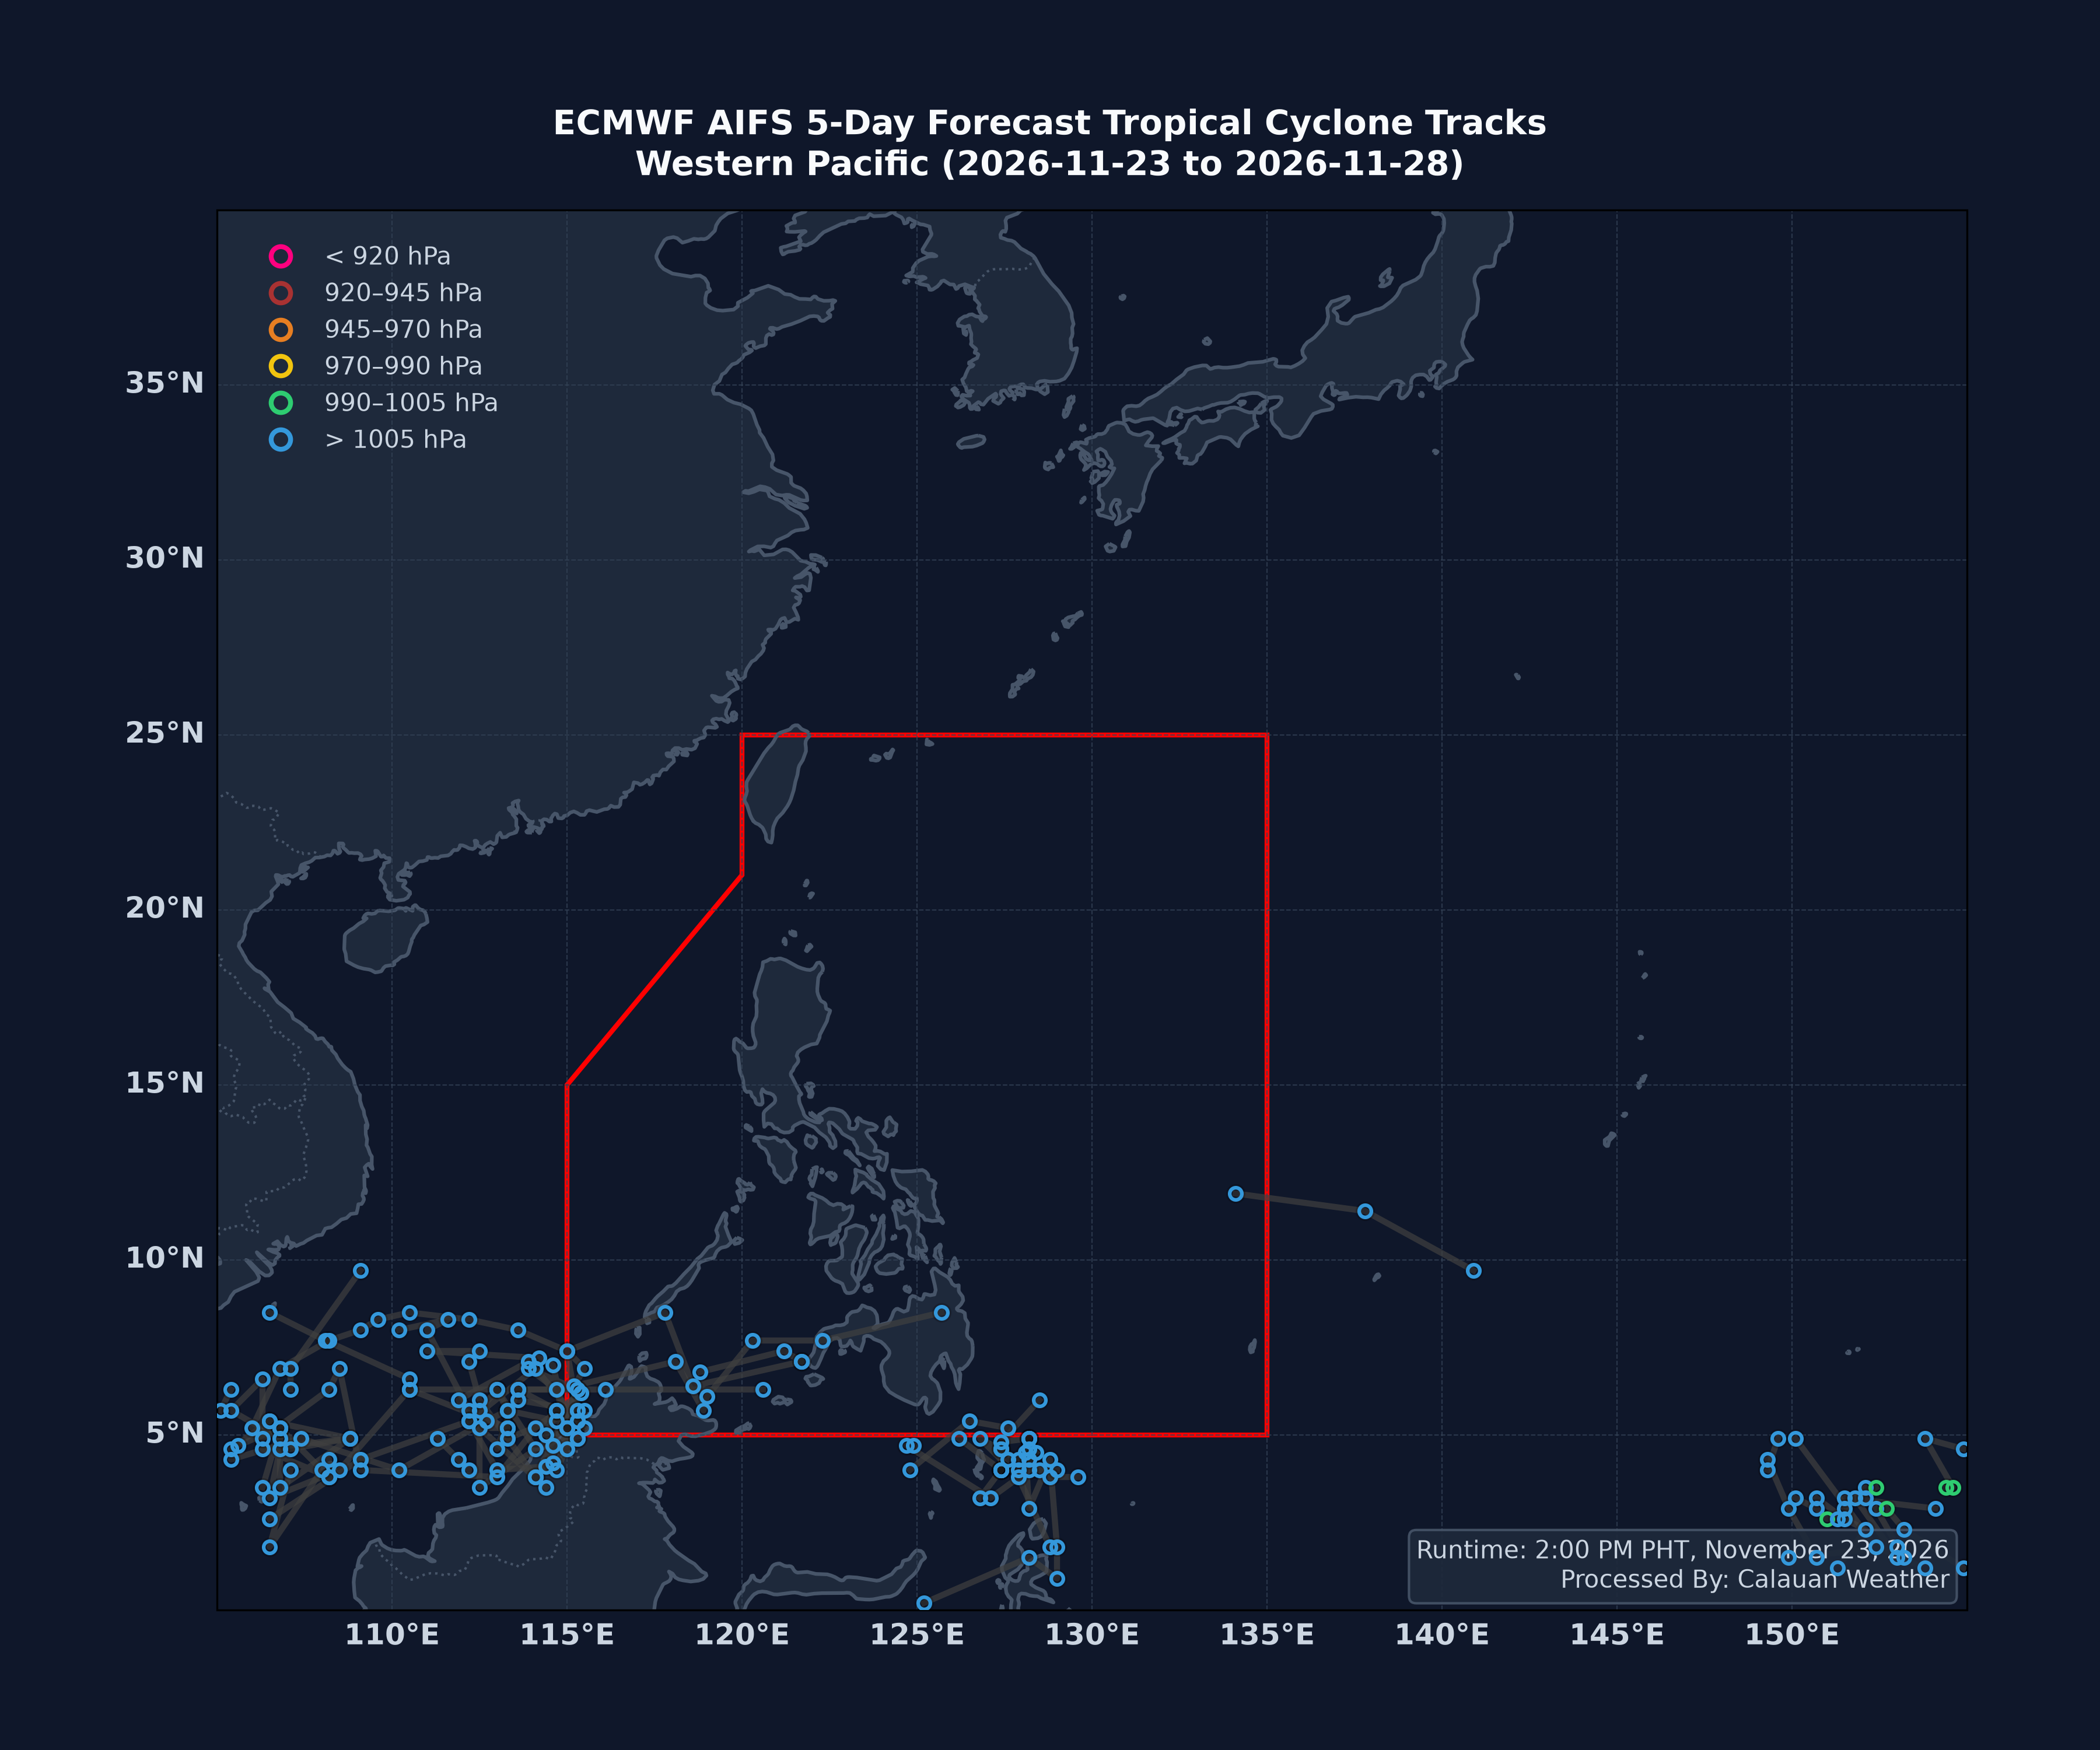 ECMWF AIFS 5-Day Forecast Tropical Cyclone Tracks
Western Pacific (2026-11-23 to 2026-11-28)
< 920 hPa
920–945 hPa
945–970 hPa
970–990 hPa
990–1005 hPa
> 1005 hPa
35°N
30°N
25°N
20°N
15°N
10°N
5°N
Runtime: 2:00 PM PHT, November 23, 2026
Processed By: Calauan Weather
110°E
115°E
120°E
125°E
130°E
135°E
140°E
145°E
150°E